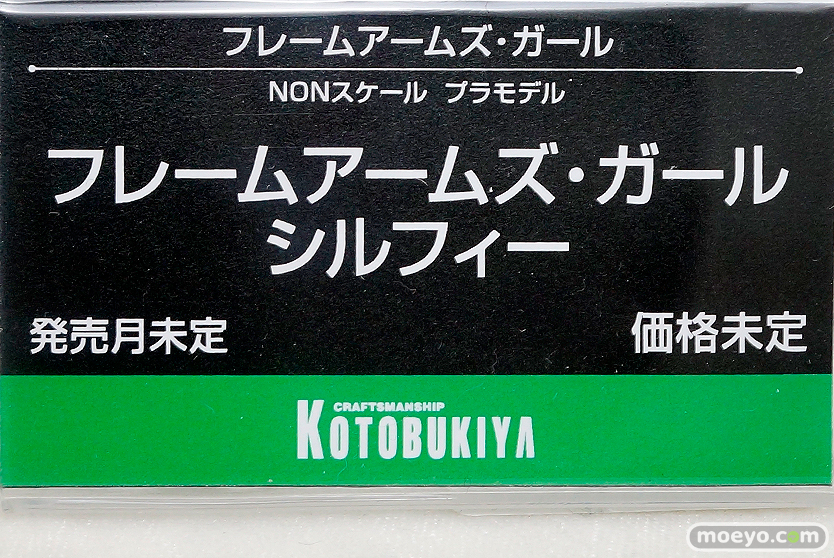 フレームアームズ・ガール
NONスケール プラモデル
フレームアームズ・ガール
シルフィー
発売月未定 価格未定
CRAFTSMANSHIP
KOTOBUKIYA
moeyo.com